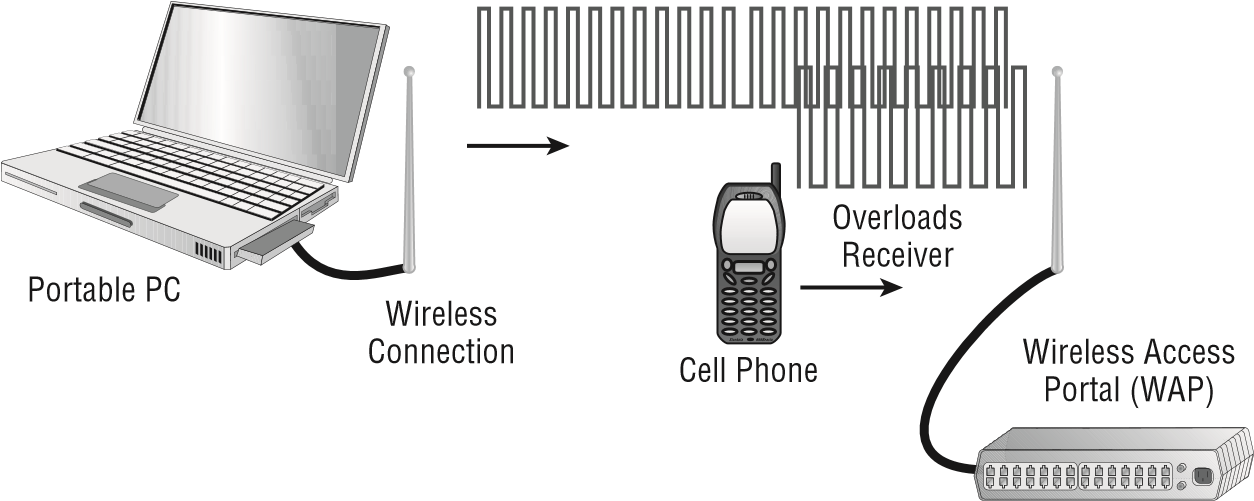 Portable PC
Wireless
Connection
Cell Phone
Overloads
Receiver
Wireless Access
Portal (WAP)